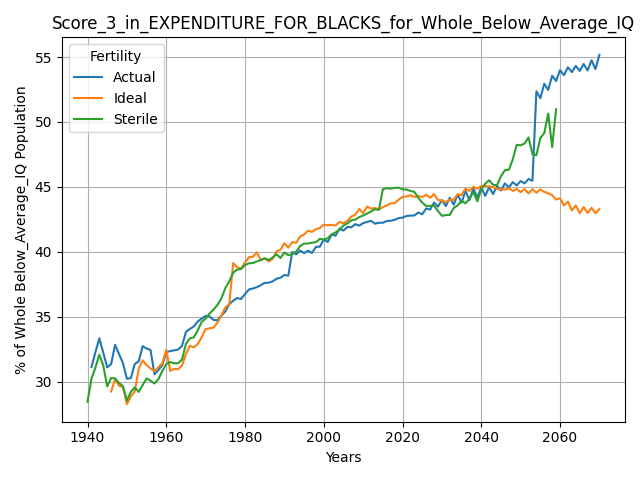 Score_3_in_EXPENDITURE_FOR_BLACKS_for_Whole_Below_Average_IQ
Fertility
Actual
Ideal
Sterile
% of Whole Below_Average_IQ Population
55
50
45
40
35
30
1940 1960 1980 2000 2020 2040 2060
Years